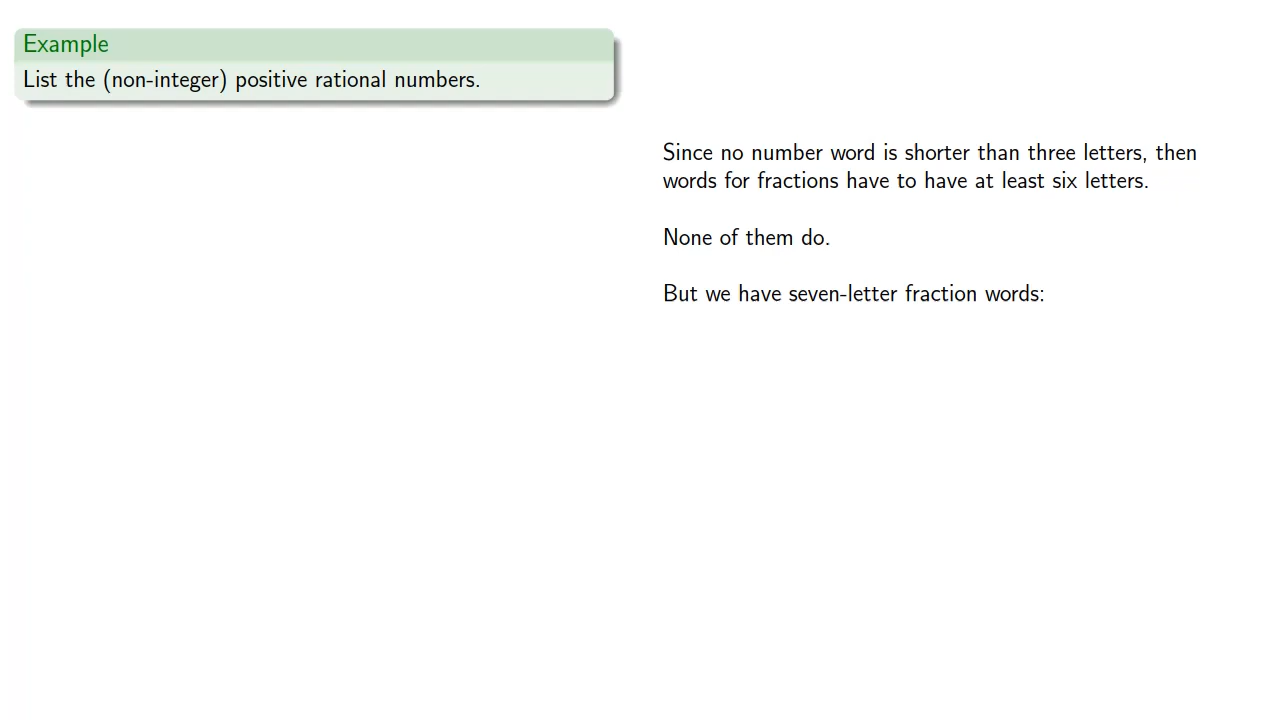 Example
List the (non-integer) positive rational numbers.
Since no number word is shorter than three letters, then
words for fractions have to have at least six letters.
None of them do.
But we have seven-letter fraction words: